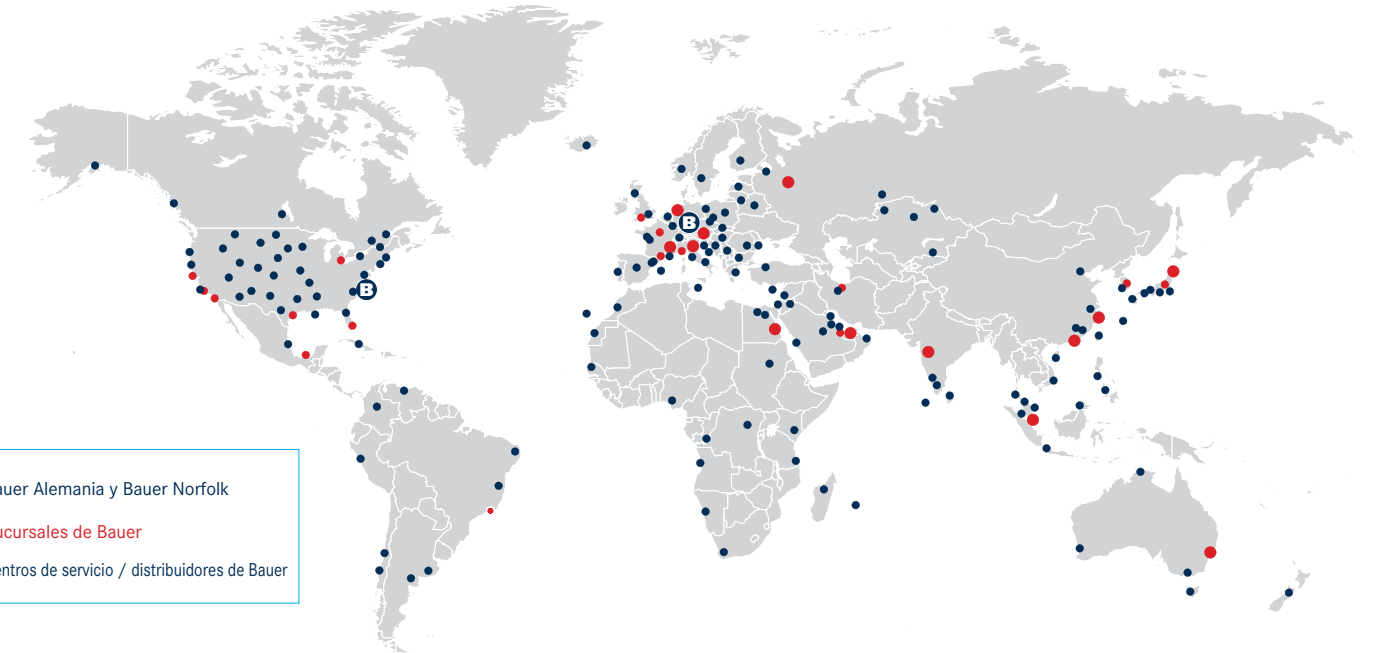 B
B
auer Alemania y Bauer Norfolk
ucursales de Bauer
entros de servicio / distribuidores de Bauer